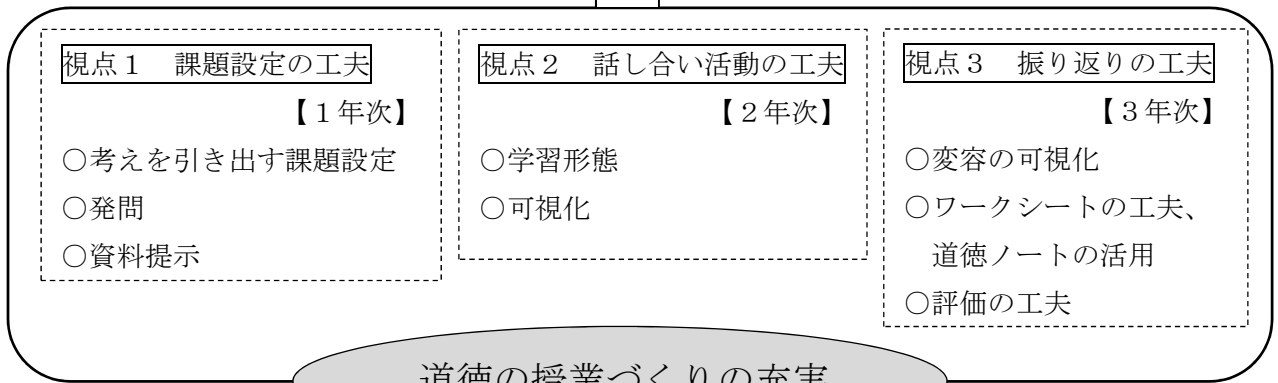 視点１　課題設定の工夫
【１年次】
○考えを引き出す課題設定
○発問
○資料提示
視点２　話し合い活動の工夫
【２年次】
○学習形態
○可視化
視点３　振り返りの工夫
【３年次】
○変容の可視化
○ワークシートの工夫、
道徳ノートの活用
○評価の工夫
道徳の授業づくりの充実